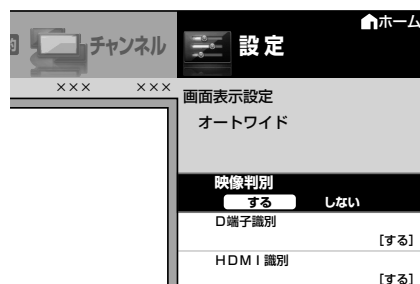 ホーム
チャンネル 設定
××× ×××
画面表示設定
オートワイド
映像判別
する しない
D端子識別
[する]
HDMI識別
[する]